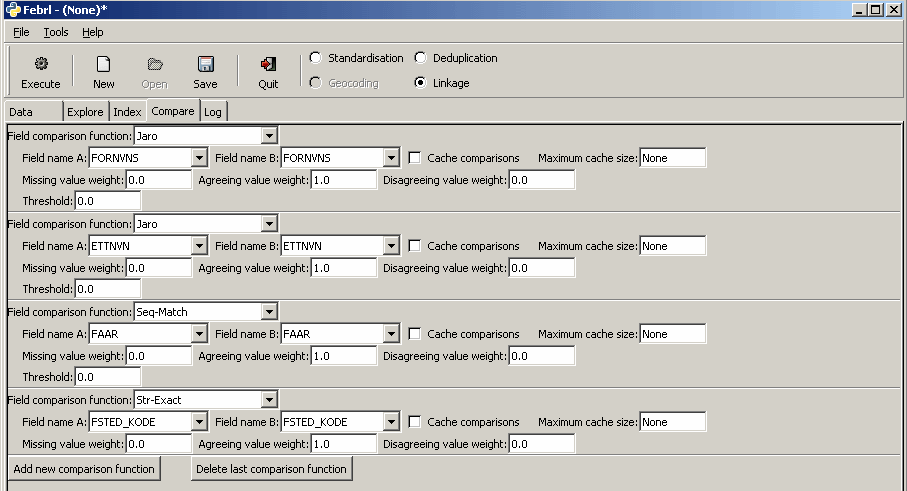 Febrl - (None)*
File Tools Help
Execute New Open Save Quit
Standardisation Deduplication
Geocoding Linkage
Data Explore Index Compare Log
Field comparison function: Jaro
Field name A: FORNVNS Field name B: FORNVNS Cache comparisons Maximum cache size: None
Missing value weight: 0.0 Agreeing value weight: 1.0 Disagreeing value weight: 0.0
Threshold: 0.0
Field comparison function: Jaro
Field name A: ETTNVN Field name B: ETTNVN Cache comparisons Maximum cache size: None
Missing value weight: 0.0 Agreeing value weight: 1.0 Disagreeing value weight: 0.0
Threshold: 0.0
Field comparison function: Seq-Match
Field name A: FAAR Field name B: FAAR Cache comparisons Maximum cache size: None
Missing value weight: 0.0 Agreeing value weight: 1.0 Disagreeing value weight: 0.0
Threshold: 0.0
Field comparison function: Str-Exact
Field name A: FSTED_KODE Field name B: FSTED_KODE Cache comparisons Maximum cache size: None
Missing value weight: 0.0 Agreeing value weight: 1.0 Disagreeing value weight: 0.0
Add new comparison function Delete last comparison function